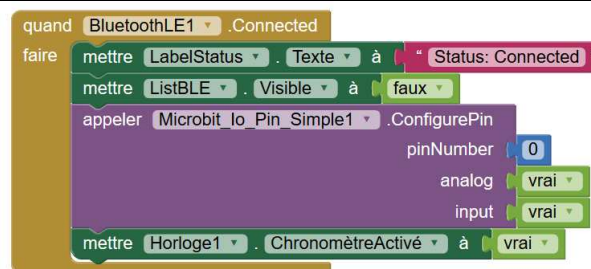 quand BluetoothLE1 .Connected
faire mettre LabelStatus . Texte à " Status: Connected
mettre ListBLE . Visible à faux
appeler Microbit_Io_Pin_Simple1 .ConfigurePin
pinNumber 0
analog vrai
input vrai
mettre Horloge1 . ChronomètreActivé à vrai